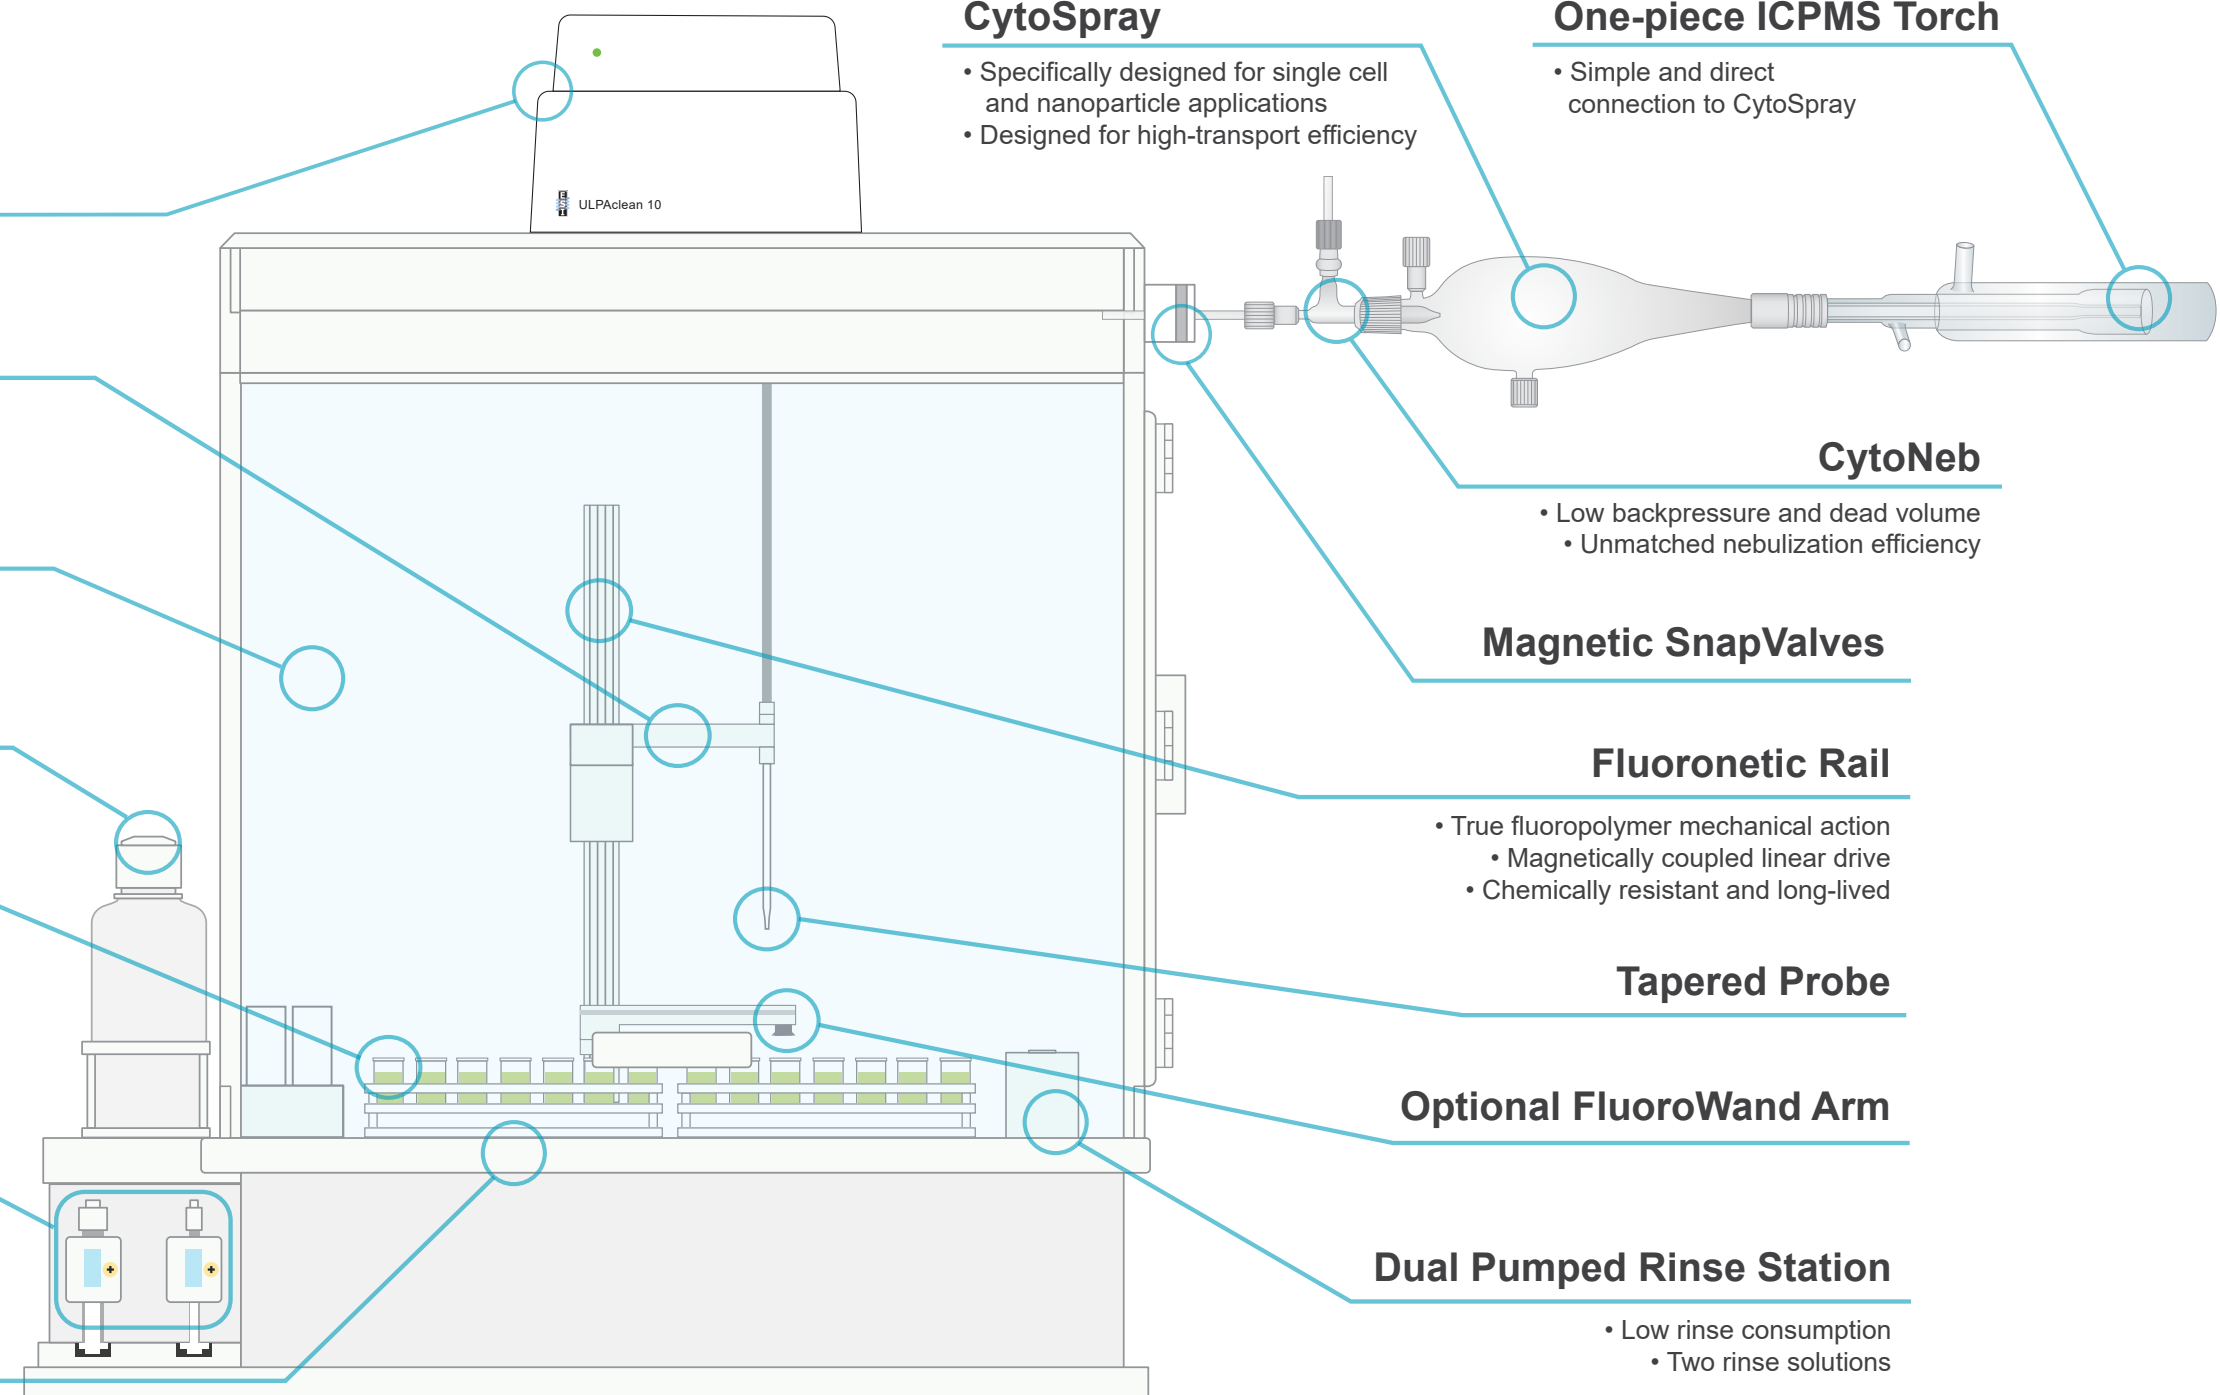 CytoSpray
• Specifically designed for single cell
and nanoparticle applications
• Designed for high-transport efficiency
One-piece ICPMS Torch
• Simple and direct
connection to CytoSpray
ESI
ULPAclean 10
CytoNeb
• Low backpressure and dead volume
• Unmatched nebulization efficiency
Magnetic SnapValves
Fluoronetic Rail
• True fluoropolymer mechanical action
• Magnetically coupled linear drive
• Chemically resistant and long-lived
Tapered Probe
Optional FluoroWand Arm
Dual Pumped Rinse Station
• Low rinse consumption
• Two rinse solutions